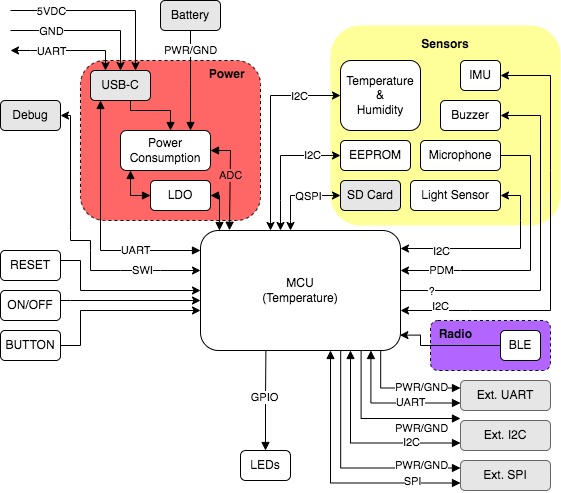 5VDC
Battery
GND
UART
PWR/GND
Sensors
Power
USB-C
Temperature
&
Humidity
IMU
I2C
Buzzer
Debug
Power
Consumption
I2C
EEPROM
Microphone
ADC
LDO
QSPI
SD Card
Light Sensor
UART
I2C
RESET
SWI
PDM
MCU
(Temperature)
?
ON/OFF
I2C
BUTTON
Radio
BLE
GPIO
PWR/GND
UART
Ext. UART
PWR/GND
I2C
Ext. I2C
LEDs
PWR/GND
SPI
Ext. SPI